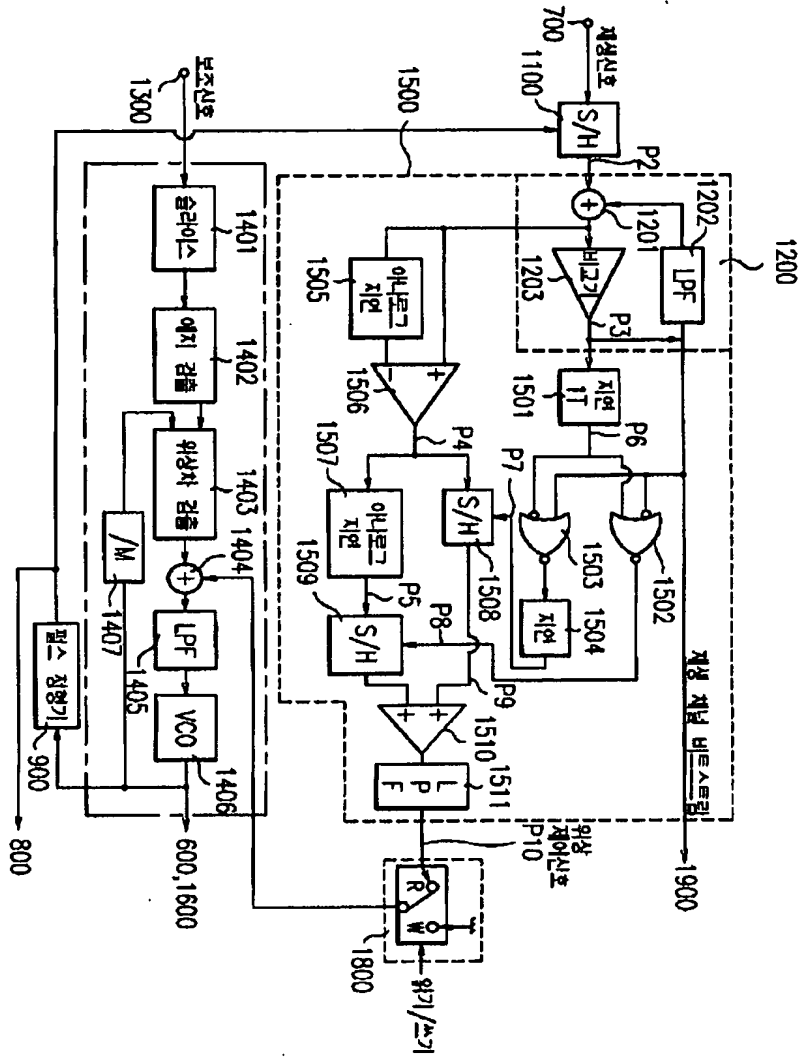 700
재생신호
1100
S/H
P2
1200
1202
LPF
1201
+
비교기
1203
P3
1500
1501
지연
1T
P6
1502
1503
지연
1504
P7
P8
재생 채널 비트스트림
1900
1505
아나로그
지연
+
−
1506
P4
1507
아나로그
지연
P5
S/H
1508
1509
S/H
P9
+
+
1510
1511
L
P
F
위상
제어신호
P10
R
W
1800
읽기/쓰기
보조신호
1300
1401
슬라이스
1402
에지 검출
1403
위상차 검출
1404
+
LPF
1405
VCO
1406
/M
1407
펄스 정형기
900
600,1600
800